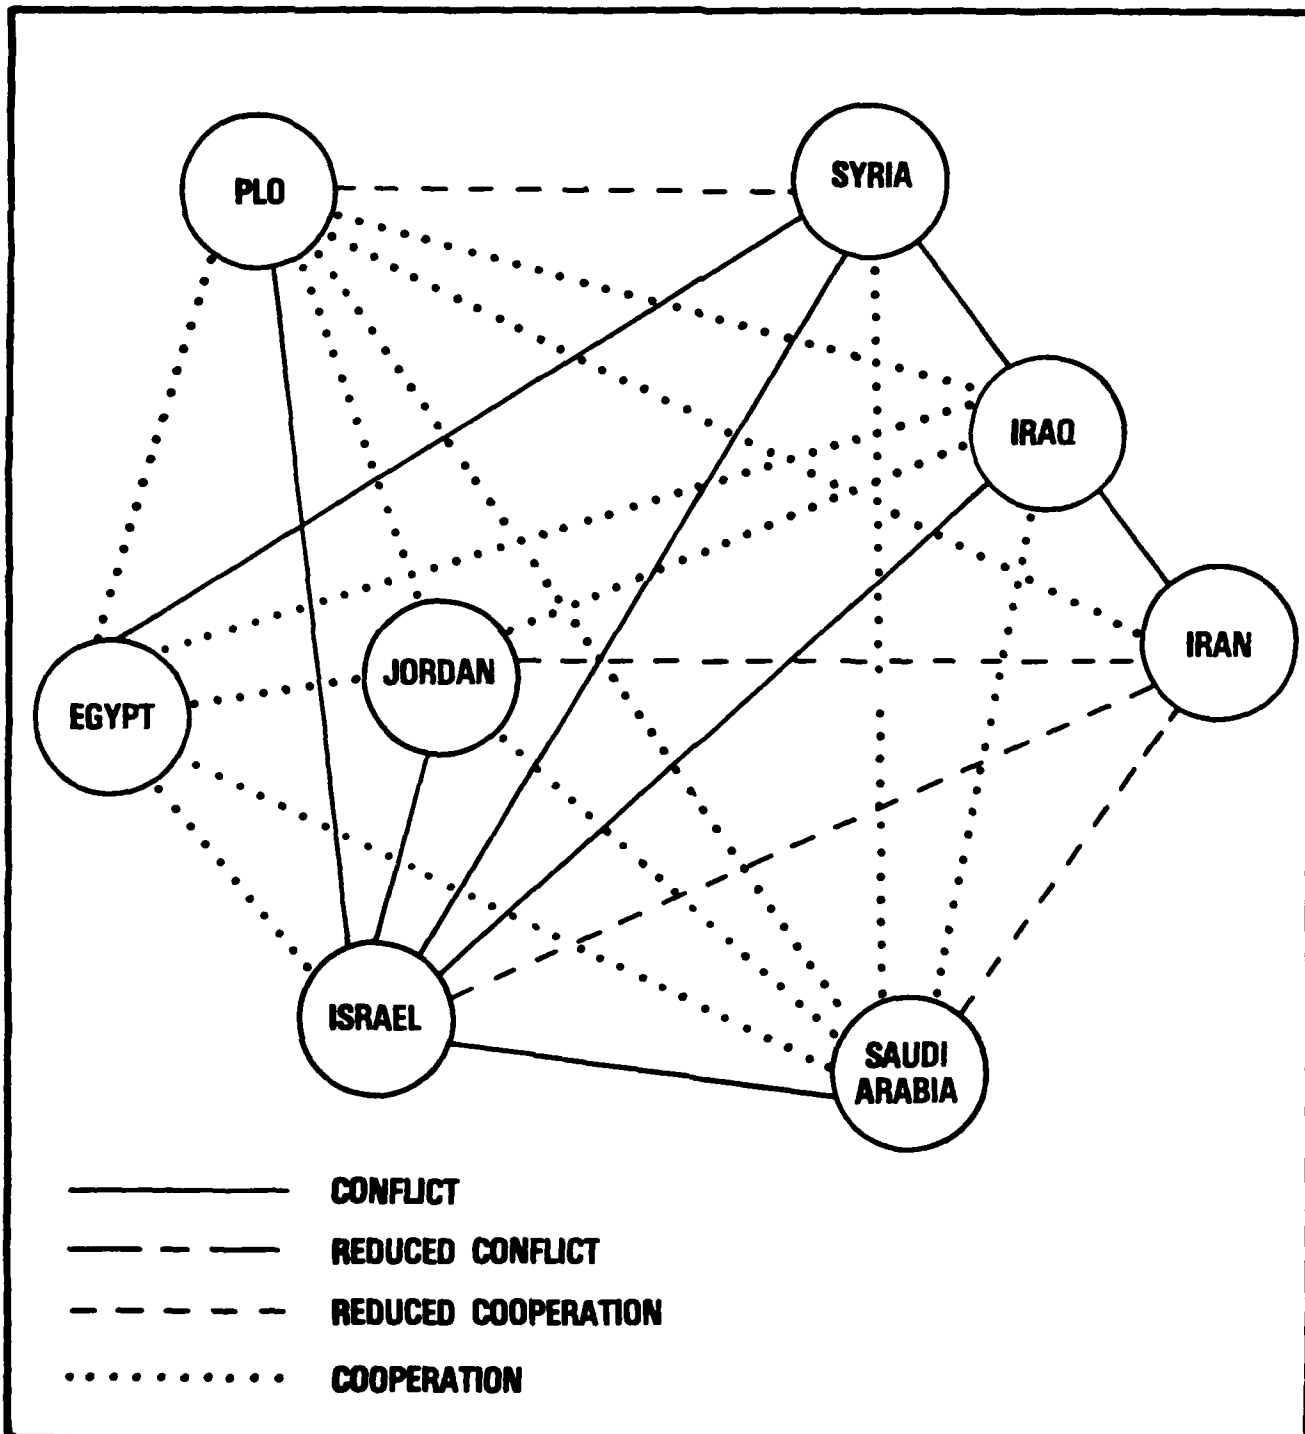 PLO
SYRIA
IRAQ
IRAN
JORDAN
EGYPT
ISRAEL
SAUDI
ARABIA
CONFLICT
REDUCED CONFLICT
REDUCED COOPERATION
COOPERATION